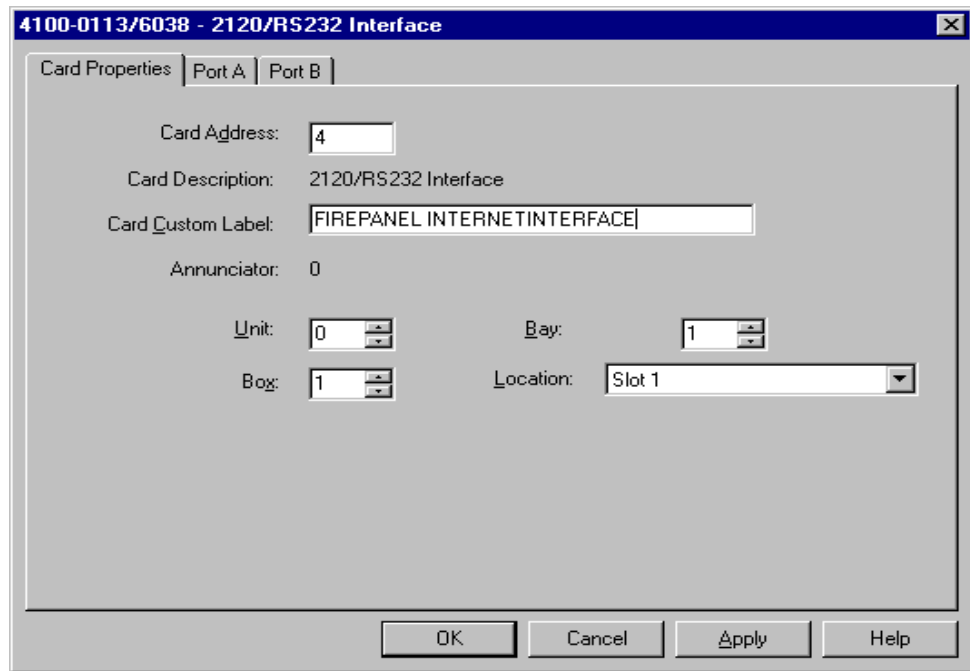 4100-0113/6038 - 2120/RS232 Interface
Card Properties Port A Port B
Card Address: 4
Card Description: 2120/RS232 Interface
Card Custom Label: FIREPANEL INTERNETINTERFACE
Annunciator: 0
Unit: 0 Bay: 1
Box: 1 Location: Slot 1
OK Cancel Apply Help